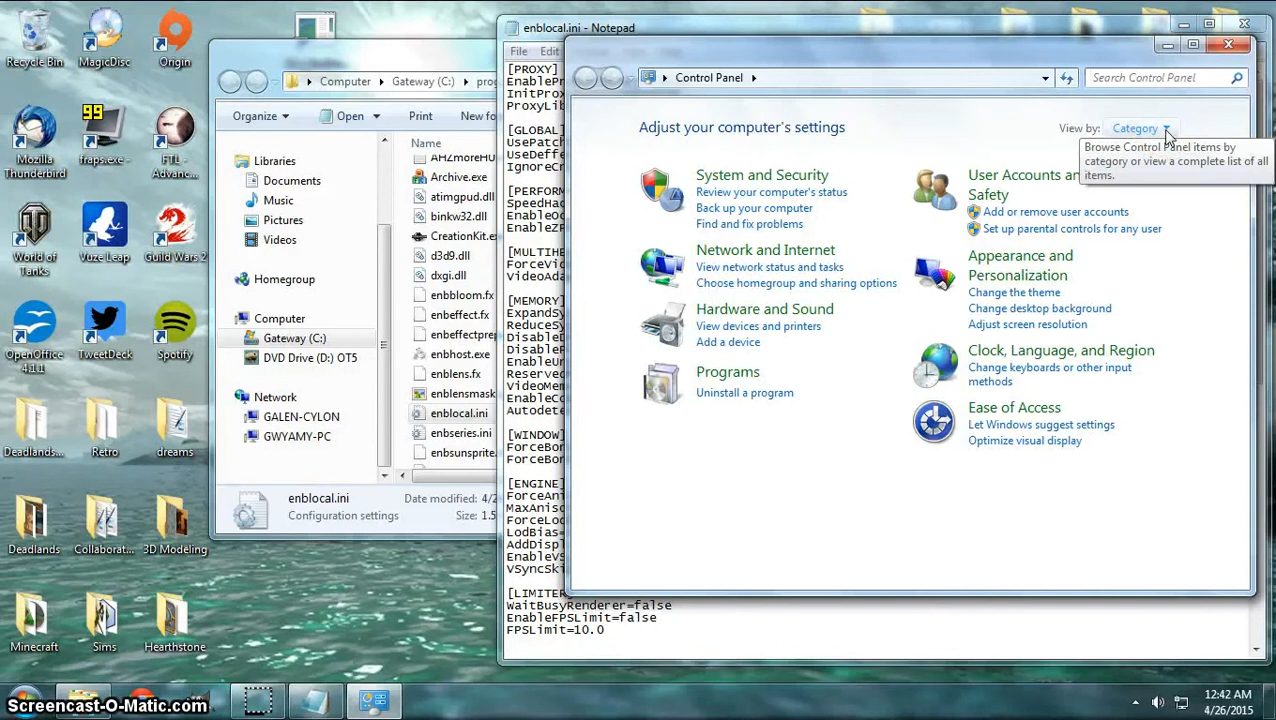 Recycle Bin
MagicDisc
Origin
Mozilla
Thunderbird
99
fraps.exe -
FTL -
Advanc...
World of
Tanks
Vuze Leap
Guild Wars 2
OpenOffice
4.1.1
TweetDeck
Spotify
Deadlands...
Retro
dreams
Deadlands
Collaborat...
3D Modeling
Minecraft
Sims
Hearthstone
Computer
Gateway (C:)
Organize
Open
Print
New fo
Libraries
Documents
Music
Pictures
Videos
Homegroup
Computer
Gateway (C:)
DVD Drive (D:) OT5
Network
GALEN-CYLON
GWYAMY-PC
Name
AHZmoreHU
Archive.exe
atimgpud.dll
binkw32.dll
CreationKit.e
d3d9.dll
dxgi.dll
enbbloom.fx
enbeffect.fx
enbeffectprep
enbhost.exe
enblens.fx
enblensmask
enblocal.ini
enbseries.ini
enbsunsprite.
enblocal.ini
Date modified: 4/2
Configuration settings
Size: 1.5
enblocal.ini - Notepad
File Edit
[PROXY]
EnablePr
InitProx
ProxyLib
[GLOBAL]
UsePatch
UseDeffe
IgnoreCr
[PERFORM
SpeedHac
EnableOc
EnableZP
[MULTIHE
ForceVid
VideoAda
[MEMORY]
ExpandSy
ReduceSy
DisableD
DisableP
EnableUn
Reserved
VideoMem
EnableCo
Autodete
[WINDOW]
ForceBor
ForceBor
[ENGINE]
ForceAni
MaxAniso
ForceLod
LodBias=
AddDispl
EnableVS
VSyncSki
[LIMITER
WaitBusyRenderer=false
EnableFPSLimit=false
FPSLimit=10.0
Control Panel
Search Control Panel
Adjust your computer's settings
View by: Category
Browse Control Panel items by
category or view a complete list of all
items.
System and Security
Review your computer's status
Back up your computer
Find and fix problems
Network and Internet
View network status and tasks
Choose homegroup and sharing options
Hardware and Sound
View devices and printers
Add a device
Programs
Uninstall a program
User Accounts an
Safety
Add or remove user accounts
Set up parental controls for any user
Appearance and
Personalization
Change the theme
Change desktop background
Adjust screen resolution
Clock, Language, and Region
Change keyboards or other input
methods
Ease of Access
Let Windows suggest settings
Optimize visual display
Screencast-O-Matic.com
12:42 AM
4/26/2015